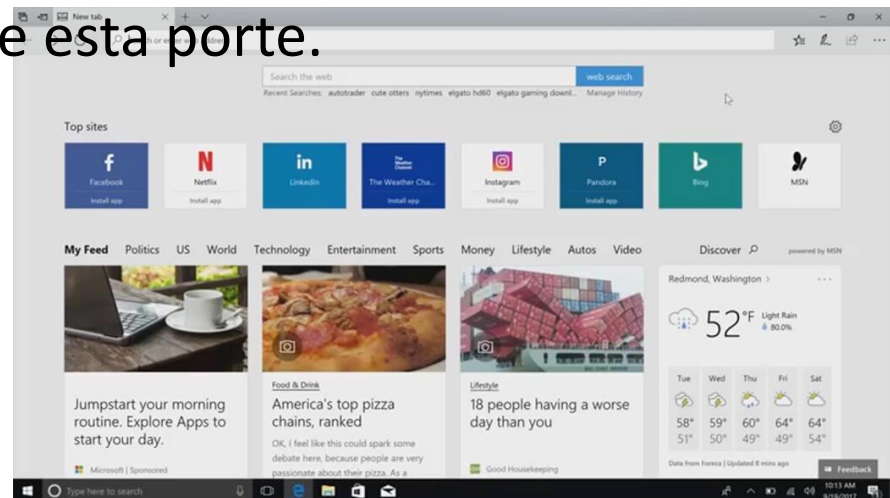 New tab
e esta porte.
Search the web
web search
Recent Searches: autotrader cute otters nytimes elgato hd60 elgato gaming downl... Manage History
Top sites
f N in The Weather Channel P
Facebook Netflix LinkedIn The Weather Cha... Instagram Pandora Bing MSN
Install app Install app Install app Install app Install app
My Feed Politics US World Technology Entertainment Sports Money Lifestyle Autos Video Discover powered by MSN
Redmond, Washington >
52°F Light Rain
80.0%
Tue Wed Thu Fri Sat
58° 59° 60° 64° 64°
51° 50° 49° 49° 54°
Data from Foreca | Updated 8 mins ago
Jumpstart your morning
routine. Explore Apps to
start your day.
Microsoft | Sponsored
Food & Drink
America's top pizza
chains, ranked
OK, I feel like this could spark some
debate here, because people are very
passionate about their pizza. As a
Lifestyle
18 people having a worse
day than you
Good Housekeeping
Feedback
Type here to search
10:13 AM
9/19/2017